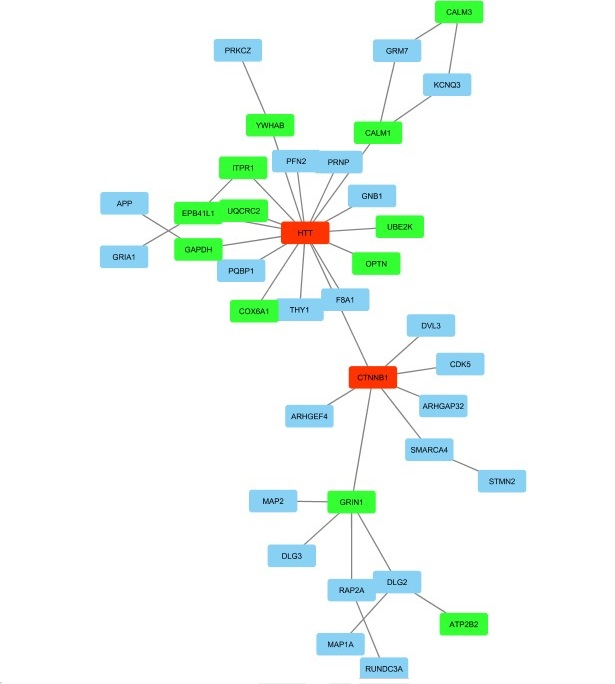 CALM3
PRKCZ
GRM7
KCNQ3
YWHAB
CALM1
PFN2
PRNP
ITPR1
GNB1
APP
EPB41L1
UQCRC2
UBE2K
HTT
GAPDH
GRIA1
OPTN
PQBP1
F8A1
COX6A1
THY1
DVL3
CDK5
CTNNB1
ARHGAP32
ARHGEF4
SMARCA4
STMN2
MAP2
GRIN1
DLG3
DLG2
RAP2A
ATP2B2
MAP1A
RUNDC3A